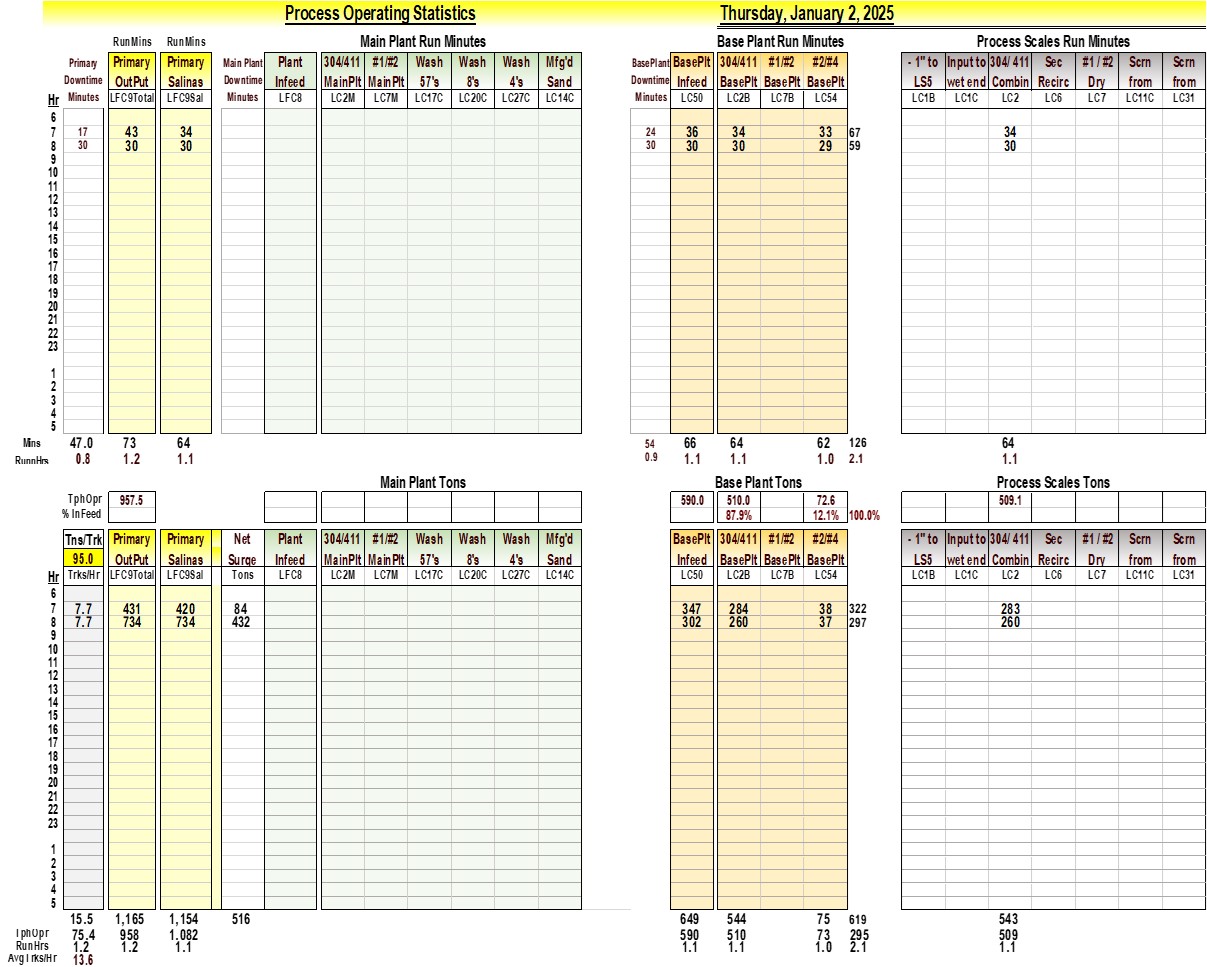 Process Operating Statistics Thursday, January 2, 2025
RunMins RunMins Main Plant Run Minutes Base Plant Run Minutes Process Scales Run Minutes
Primary Primary Primary Main Plant Plant 304/411 #1/#2 Wash Wash Wash Mfg'd BasePlant BasePlt 304/411 #1/#2 #2/#4 - 1" to Input to 304/ 411 Sec #1 / #2 Scrn Scrn
Downtime OutPut Salinas Downtime Infeed MainPlt MainPlt 57's 8's 4's Sand Downtime Infeed BasePlt BasePlt BasePlt LS5 wet end Combin Recirc Dry from from
Hr Minutes LFC9Total LFC9Sal Minutes LFC8 LC2M LC7M LC17C LC20C LC27C LC14C Minutes LC50 LC2B LC7B LC54 LC1B LC1C LC2 LC6 LC7 LC11C LC31
6
7 17 43 34 24 36 34 33 67 34
8 30 30 30 30 30 30 29 59 30
9
10
11
12
13
14
15
16
17
18
19
20
21
22
23
1
2
3
4
5
Mins 47.0 73 64 54 66 64 62 126 64
RunnHrs 0.8 1.2 1.1 0.9 1.1 1.1 1.0 2.1 1.1
Main Plant Tons Base Plant Tons Process Scales Tons
TphOpr 957.5 590.0 510.0 72.6 509.1
% InFeed 87.9% 12.1% 100.0%
Tns/Trk Primary Primary Net Plant 304/411 #1/#2 Wash Wash Wash Mfg'd BasePlt 304/411 #1/#2 #2/#4 - 1" to Input to 304/ 411 Sec #1 / #2 Scrn Scrn
95.0 OutPut Salinas Surge Infeed MainPlt MainPlt 57's 8's 4's Sand Infeed BasePlt BasePlt BasePlt LS5 wet end Combin Recirc Dry from from
Hr Trks/Hr LFC9Total LFC9Sal Tons LFC8 LC2M LC7M LC17C LC20C LC27C LC14C LC50 LC2B LC7B LC54 LC1B LC1C LC2 LC6 LC7 LC11C LC31
6
7 7.7 431 420 84 347 284 38 322 283
8 7.7 734 734 432 302 260 37 297 260
9
10
11
12
13
14
15
16
17
18
19
20
21
22
23
1
2
3
4
5
15.5 1,165 1,154 516 649 544 75 619 543
TphOpr 75.4 958 1.082 590 510 73 295 509
RunHrs 1.2 1.2 1.1 1.1 1.1 1.0 2.1 1.1
AvgTrks/Hr 13.6